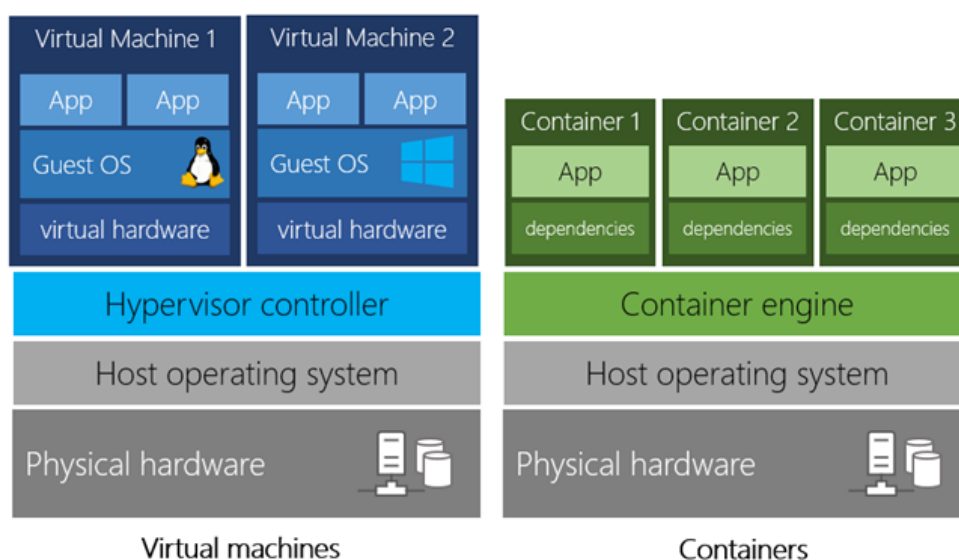 Virtual Machine 1
App
App
Guest OS
virtual hardware
Virtual Machine 2
App
App
Guest OS
virtual hardware
Hypervisor controller
Host operating system
Physical hardware
Virtual machines
Container 1
App
dependencies
Container 2
App
dependencies
Container 3
App
dependencies
Container engine
Host operating system
Physical hardware
Containers